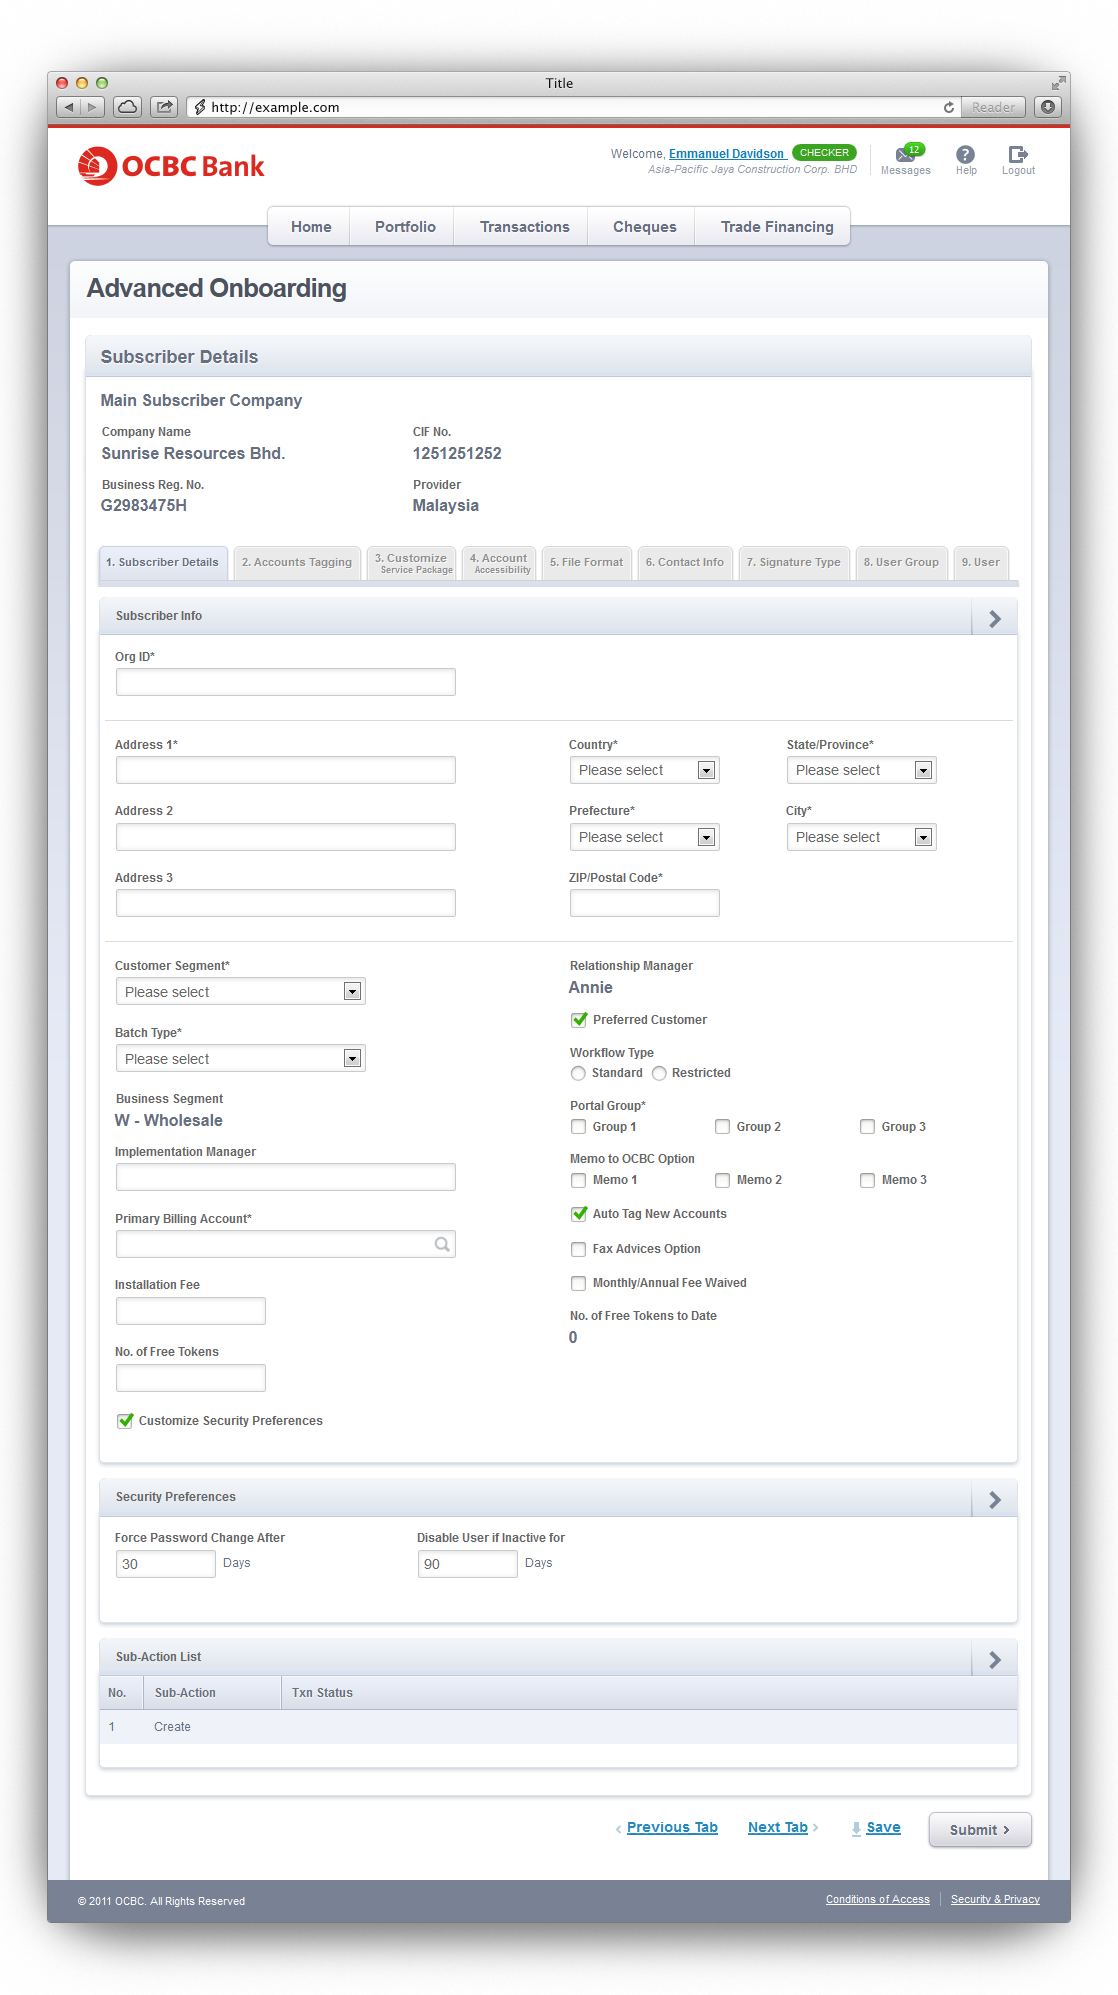 Title
http://example.com
Reader
OCBC Bank
Welcome, Emmanuel Davidson CHECKER
Asia-Pacific Jaya Construction Corp. BHD
12
Messages
Help
Logout
Home Portfolio Transactions Cheques Trade Financing
Advanced Onboarding
Subscriber Details
Main Subscriber Company
Company Name CIF No.
Sunrise Resources Bhd. 1251251252
Business Reg. No. Provider
G2983475H Malaysia
1. Subscriber Details 2. Accounts Tagging 3. Customize Service Package 4. Account Accessibility 5. File Format 6. Contact Info 7. Signature Type 8. User Group 9. User
Subscriber Info
Org ID*
Address 1* Country* State/Province*
Please select Please select
Address 2 Prefecture* City*
Please select Please select
Address 3 ZIP/Postal Code*
Customer Segment* Relationship Manager
Please select Annie
Preferred Customer
Batch Type* Workflow Type
Please select Standard Restricted
Business Segment Portal Group*
W - Wholesale Group 1 Group 2 Group 3
Implementation Manager Memo to OCBC Option
Memo 1 Memo 2 Memo 3
Primary Billing Account* Auto Tag New Accounts
Fax Advices Option
Installation Fee Monthly/Annual Fee Waived
No. of Free Tokens to Date
0
No. of Free Tokens
Customize Security Preferences
Security Preferences
Force Password Change After Disable User if Inactive for
30 Days 90 Days
Sub-Action List
No. Sub-Action Txn Status
1 Create
Previous Tab Next Tab Save Submit
© 2011 OCBC. All Rights Reserved Conditions of Access Security & Privacy